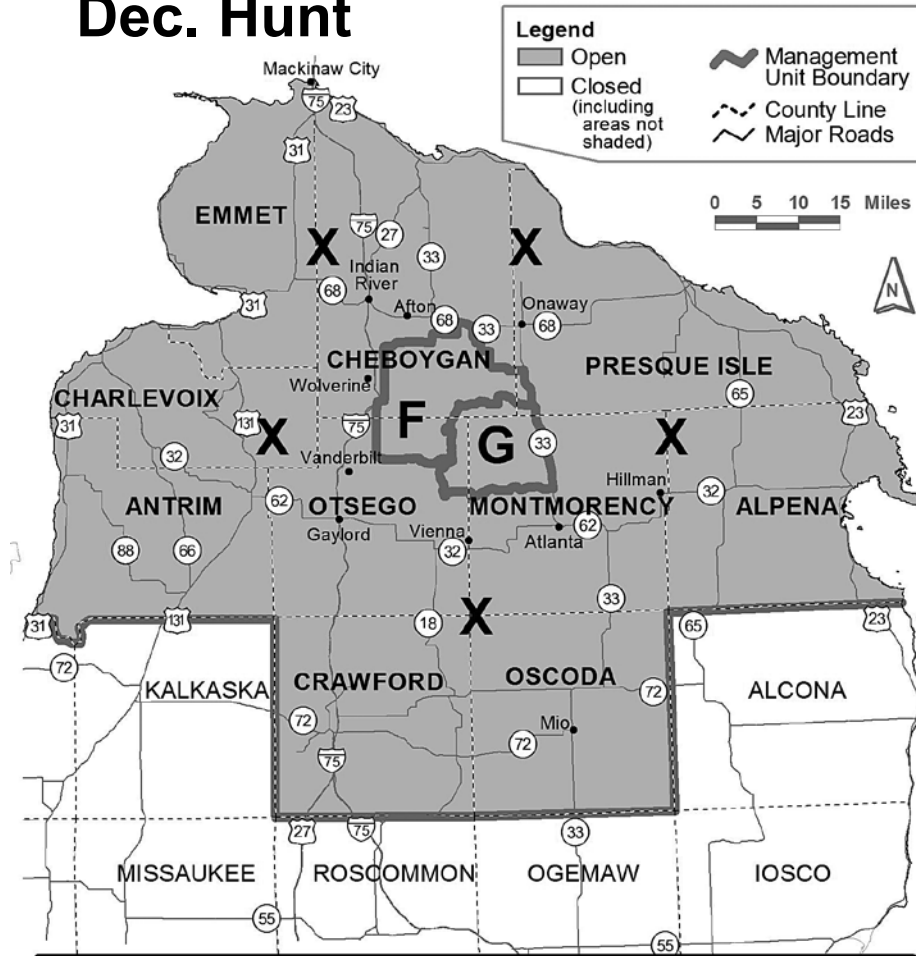 Dec. Hunt
Legend
Open
Closed
(including
areas not
shaded)
Management
Unit Boundary
County Line
Major Roads
0 5 10 15 Miles
N
Mackinaw City
75
23
31
EMMET
X
75
27
33
X
Indian
River
68
31
Afton
68
33
Onaway
68
CHEBOYGAN
PRESQUE ISLE
Wolverine
65
CHARLEVOIX
31
131
X
75
F
G
33
X
23
32
Vanderbilt
Hillman
32
62
ANTRIM
OTSEGO
MONTMORENCY
ALPENA
Gaylord
Vienna
62
Atlanta
88
66
32
33
31
131
18
X
65
23
72
KALKASKA
CRAWFORD
OSCODA
72
ALCONA
72
Mio
72
75
27
75
33
MISSAUKEE
ROSCOMMON
OGEMAW
IOSCO
55
55